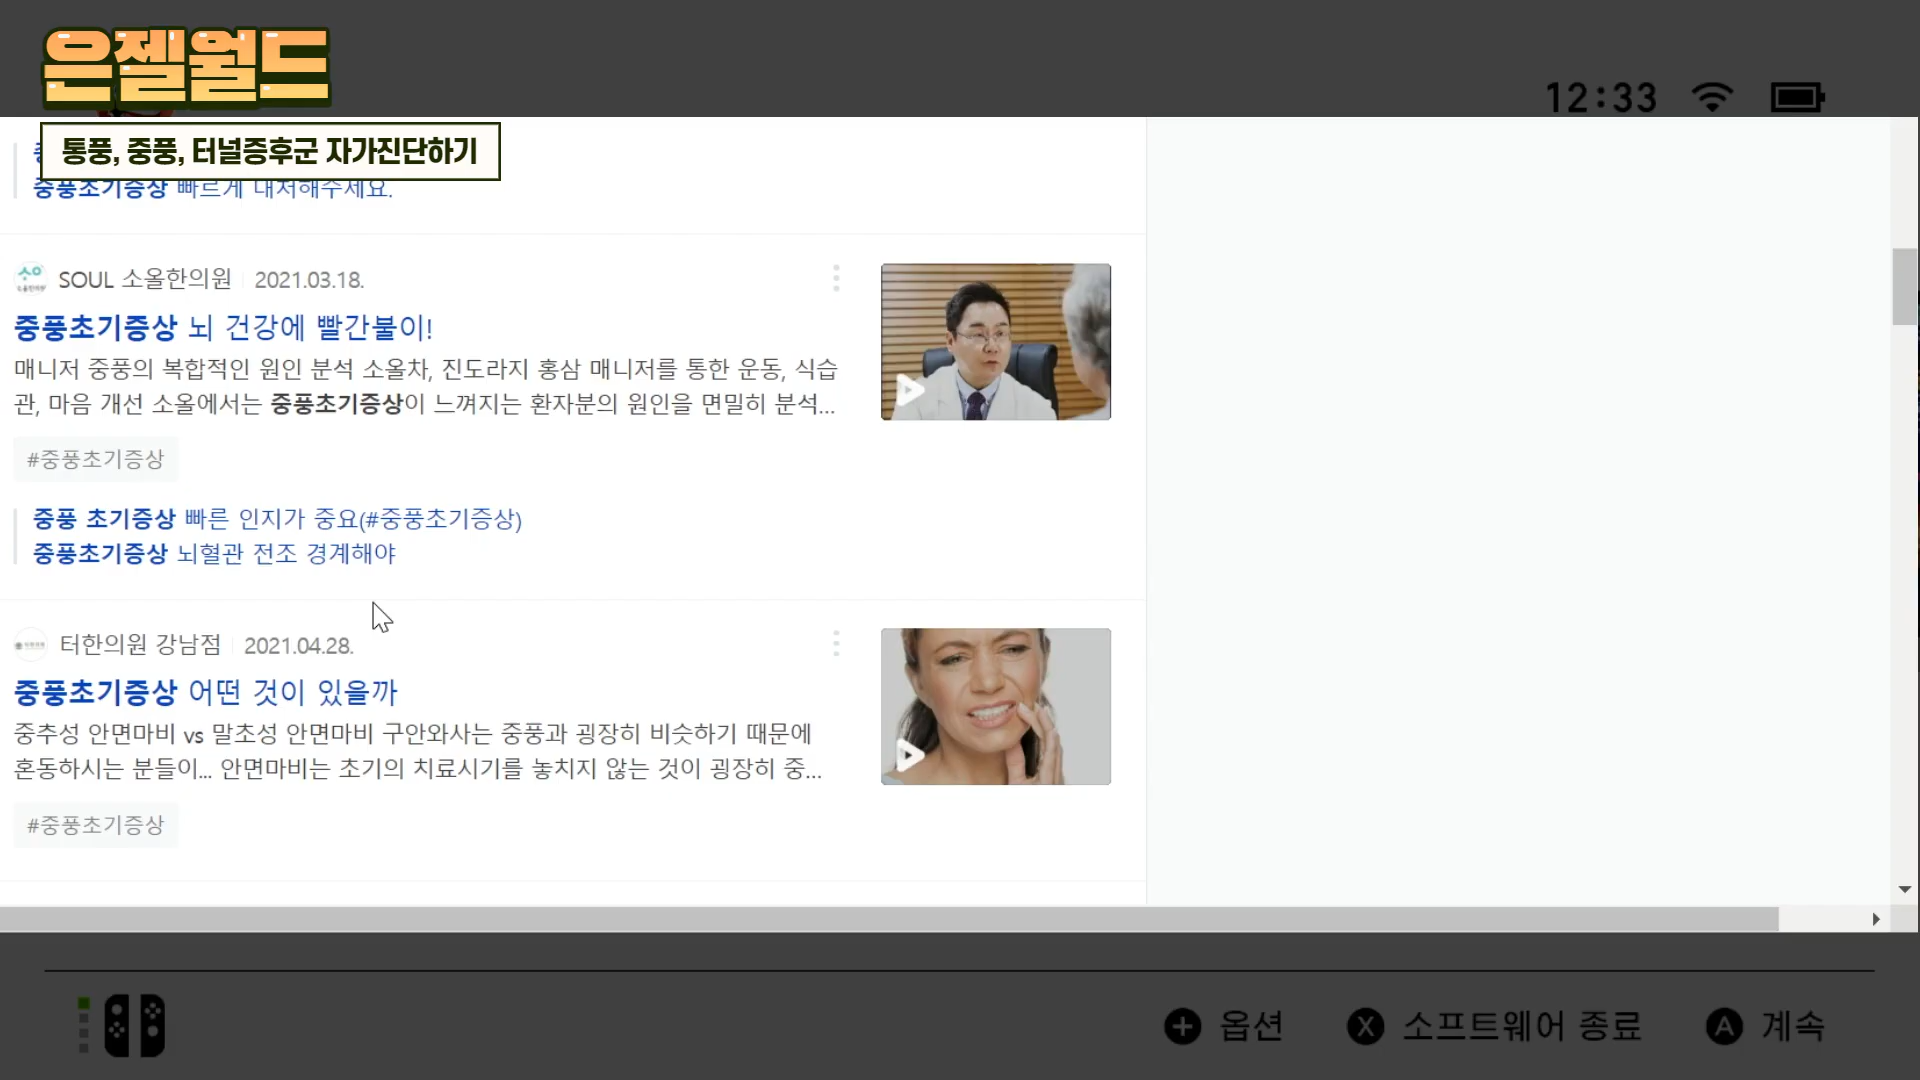 은젤월드
12:33
통풍, 중풍, 터널증후군 자가진단하기
중풍초기증상 빠르게 대처해주세요.
SOUL 소올한의원 2021.03.18.
중풍초기증상 뇌 건강에 빨간불이!
매니저 중풍의 복합적인 원인 분석 소올차, 진도라지 홍삼 매니저를 통한 운동, 식습
관, 마음 개선 소올에서는 중풍초기증상이 느껴지는 환자분의 원인을 면밀히 분석...
#중풍초기증상
중풍 초기증상 빠른 인지가 중요(#중풍초기증상)
중풍초기증상 뇌혈관 전조 경계해야
터한의원 강남점 2021.04.28.
중풍초기증상 어떤 것이 있을까
중추성 안면마비 vs 말초성 안면마비 구안와사는 중풍과 굉장히 비슷하기 때문에
혼동하시는 분들이... 안면마비는 초기의 치료시기를 놓치지 않는 것이 굉장히 중...
#중풍초기증상
옵션 X 소프트웨어 종료 A 계속